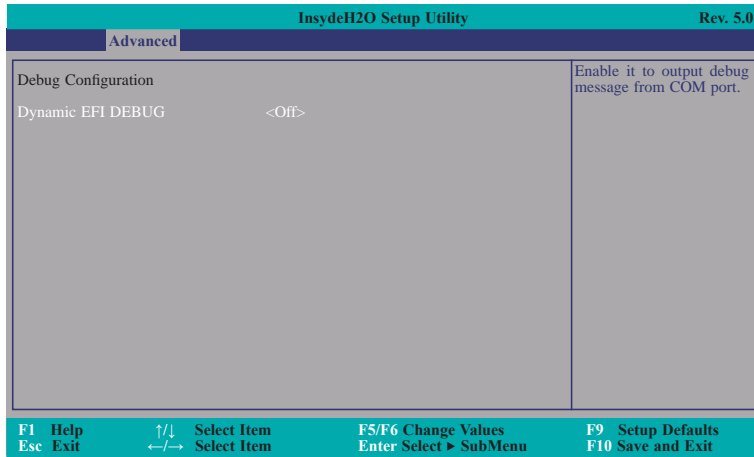 InsydeH2O Setup Utility Rev. 5.0
Advanced
Debug Configuration
Dynamic EFI DEBUG <Off>
Enable it to output debug
message from COM port.
F1 Help ↑/↓ Select Item F5/F6 Change Values F9 Setup Defaults
Esc Exit ←/→ Select Item Enter Select ▶ SubMenu F10 Save and Exit